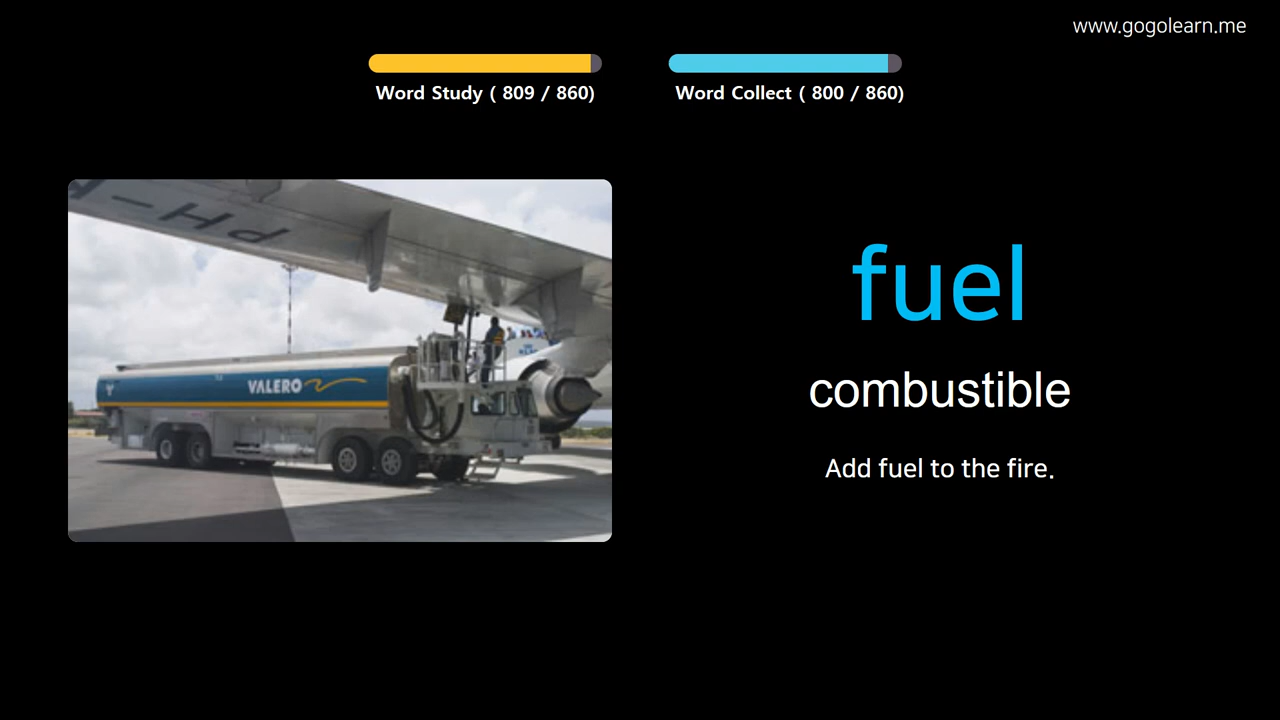 www.gogolearn.me
Word Study ( 809 / 860)
Word Collect ( 800 / 860)
PH-
VALERO
fuel
combustible
Add fuel to the fire.